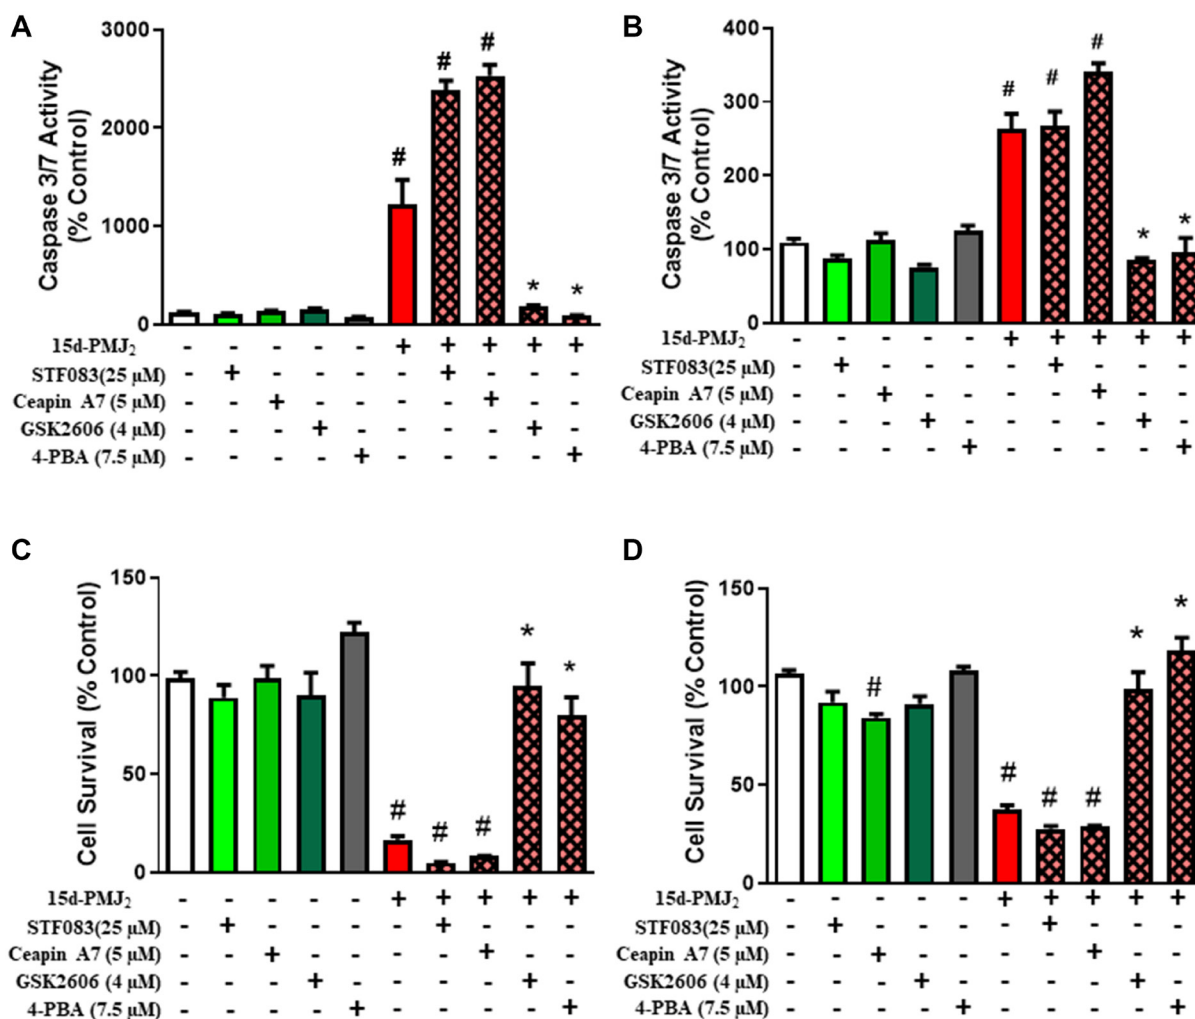 A
Caspase 3/7 Activity
(% Control)
3000
2000
1000
0
# # #
* *
15d-PMJ2 - - - - - + + + + +
STF083(25 µM) - + - - - - + - - -
Ceapin A7 (5 µM) - - + - - - - + - -
GSK2606 (4 µM) - - - + - - - - + -
4-PBA (7.5 µM) - - - - + - - - - +
B
Caspase 3/7 Activity
(% Control)
400
300
200
100
0
# # #
* *
15d-PMJ2 - - - - - + + + + +
STF083(25 µM) - + - - - - + - - -
Ceapin A7 (5 µM) - - + - - - - + - -
GSK2606 (4 µM) - - - + - - - - + -
4-PBA (7.5 µM) - - - - + - - - - +
C
Cell Survival (% Control)
150
100
50
0
# # #
* *
15d-PMJ2 - - - - - + + + + +
STF083(25 µM) - + - - - - + - - -
Ceapin A7 (5 µM) - - + - - - - + - -
GSK2606 (4 µM) - - - + - - - - + -
4-PBA (7.5 µM) - - - - + - - - - +
D
Cell Survival (% Control)
150
100
50
0
# # # #
* *
15d-PMJ2 - - - - - + + + + +
STF083(25 µM) - + - - - - + - - -
Ceapin A7 (5 µM) - - + - - - - + - -
GSK2606 (4 µM) - - - + - - - - + -
4-PBA (7.5 µM) - - - - + - - - - +